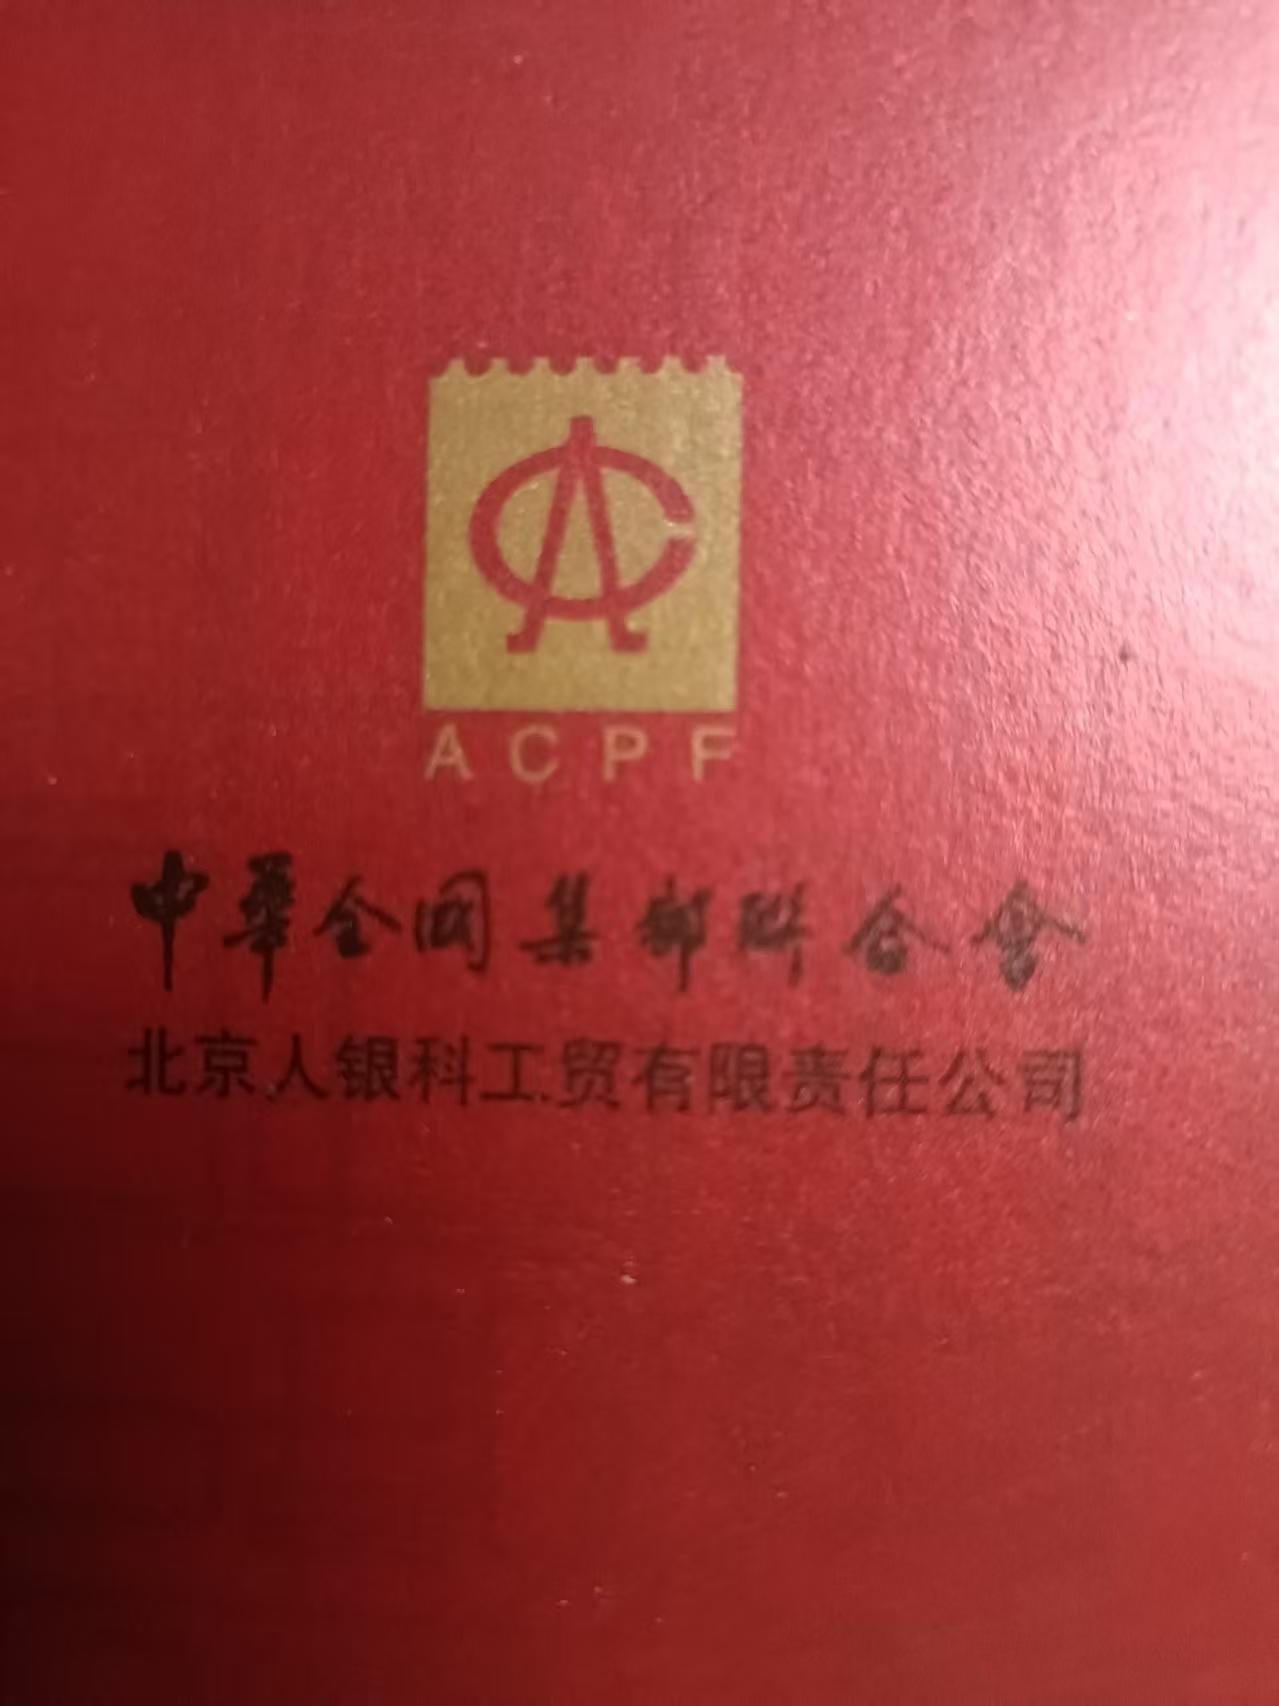 ACPF
中華全國集郵聯合會
北京人银科工贸有限责任公司